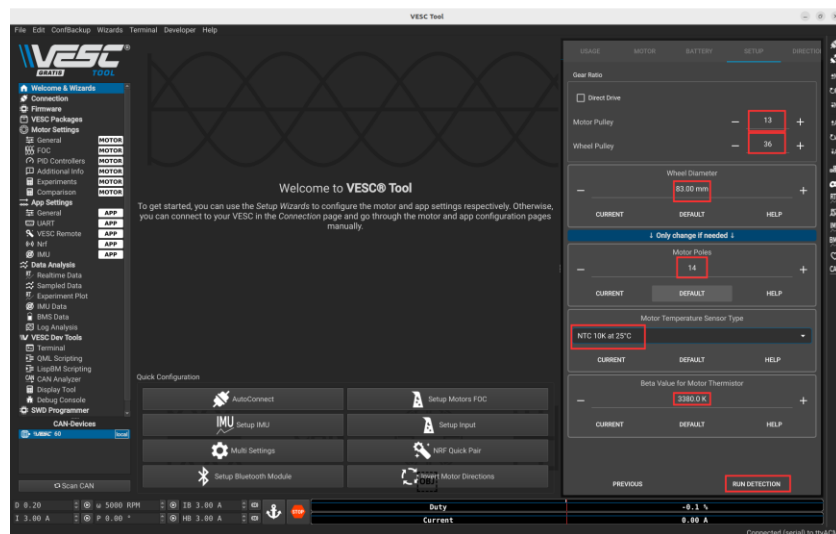 VESC Tool
File Edit ConfBackup Wizards Terminal Developer Help
VESC®
GRATIS TOOL
Welcome & Wizards
Connection
Firmware
VESC Packages
Motor Settings
General MOTOR
FOC MOTOR
PID Controllers MOTOR
Additional Info MOTOR
Experiments MOTOR
Comparison MOTOR
App Settings
General APP
UART APP
VESC Remote APP
Nrf APP
IMU APP
Data Analysis
Realtime Data
Sampled Data
Experiment Plot
IMU Data
BMS Data
Log Analysis
VESC Dev Tools
Terminal
QML Scripting
LispBM Scripting
CAN Analyzer
Display Tool
Debug Console
SWD Programmer
CAN-Devices
VESC 60 local
Scan CAN
Welcome to VESC® Tool
To get started, you can use the Setup Wizards to configure the motor and app settings respectively. Otherwise,
you can connect to your VESC in the Connection page and go through the motor and app configuration pages
manually.
Quick Configuration
AutoConnect
Setup Motors FOC
IMU Setup IMU
Setup Input
Multi Settings
NRF Quick Pair
Setup Bluetooth Module
Invert Motor Directions
USAGE MOTOR BATTERY SETUP DIRECTIO
Gear Ratio
Direct Drive
Motor Pulley − 13 +
Wheel Pulley − 36 +
Wheel Diameter
− 83.00 mm +
CURRENT DEFAULT HELP
↓ Only change if needed ↓
Motor Poles
− 14 +
CURRENT DEFAULT HELP
Motor Temperature Sensor Type
NTC 10K at 25°C
CURRENT DEFAULT HELP
Beta Value for Motor Thermistor
− 3380.0 K +
CURRENT DEFAULT HELP
PREVIOUS RUN DETECTION
D 0.20 ω 5000 RPM IB 3.00 A
I 3.00 A P 0.00 ° HB 3.00 A
STOP
Duty -0.1 %
Current 0.00 A
Connected (serial) to ttyAC